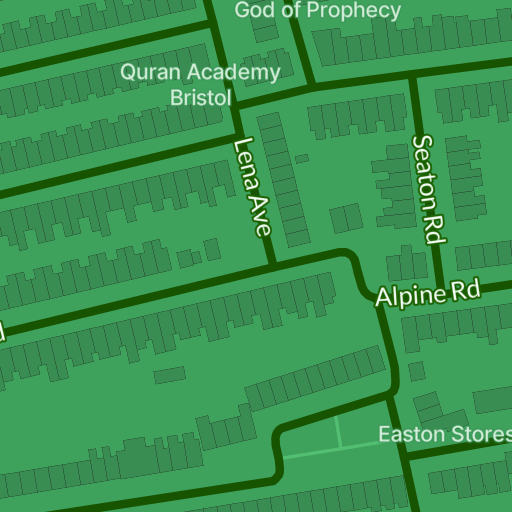 God of Prophecy
Quran Academy
Bristol
Lena Ave
Seaton Rd
Alpine Rd
Easton Stores